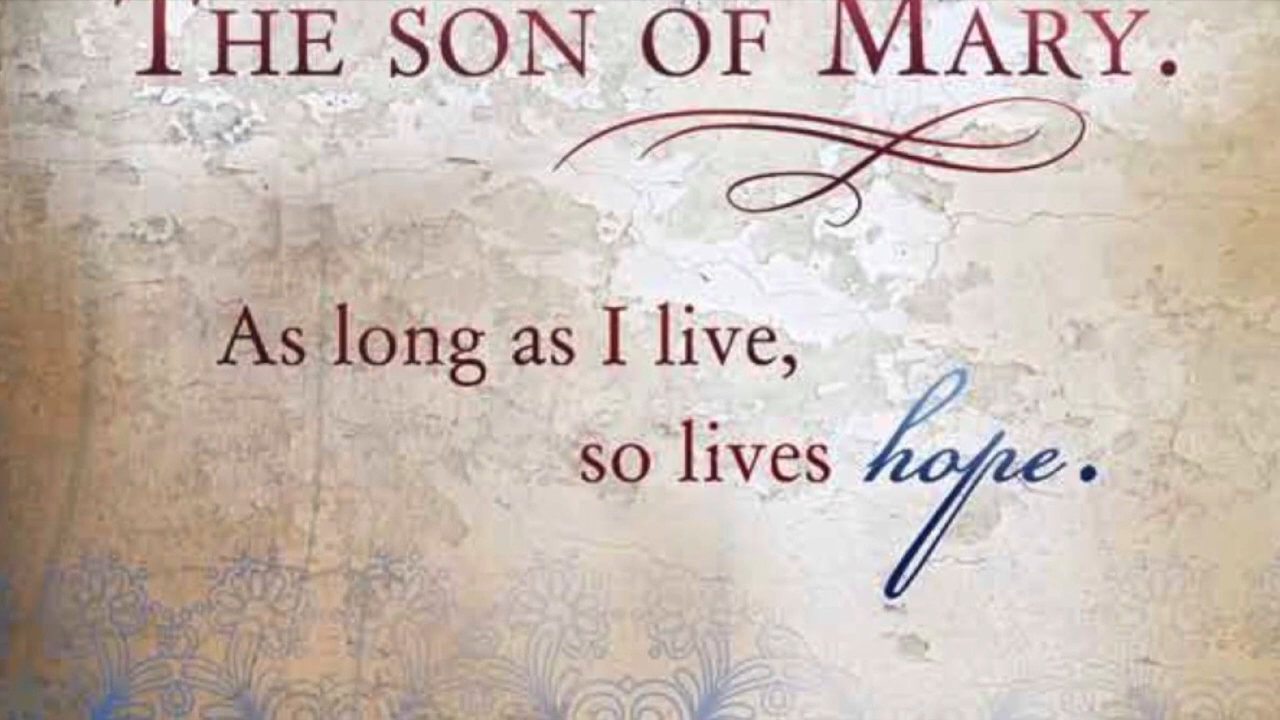 THE SON OF MARY.
As long as I live,
so lives hope.